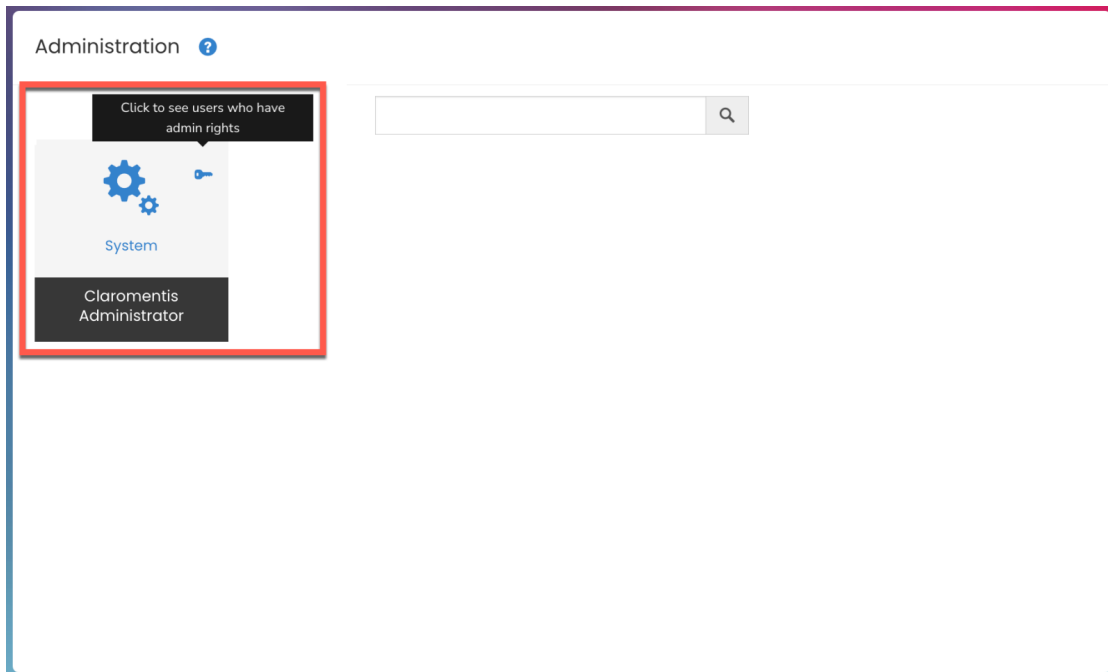 Administration ?
Click to see users who have
admin rights
System
Claromentis
Administrator